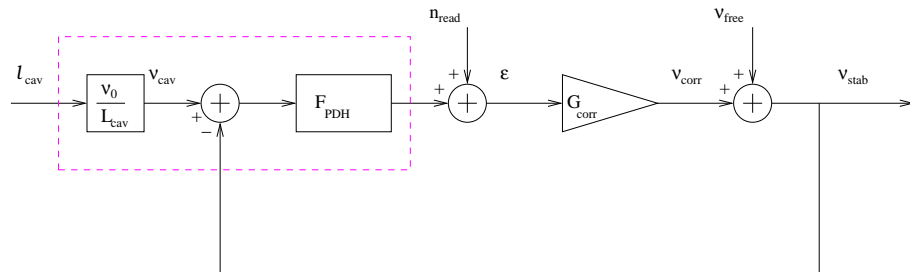 n_read
ν_free
l_cav
ν_cav
ε
ν_corr
ν_stab
ν_0
L_cav
F_PDH
G_corr
+
+
+
+
+
+
−
+
+